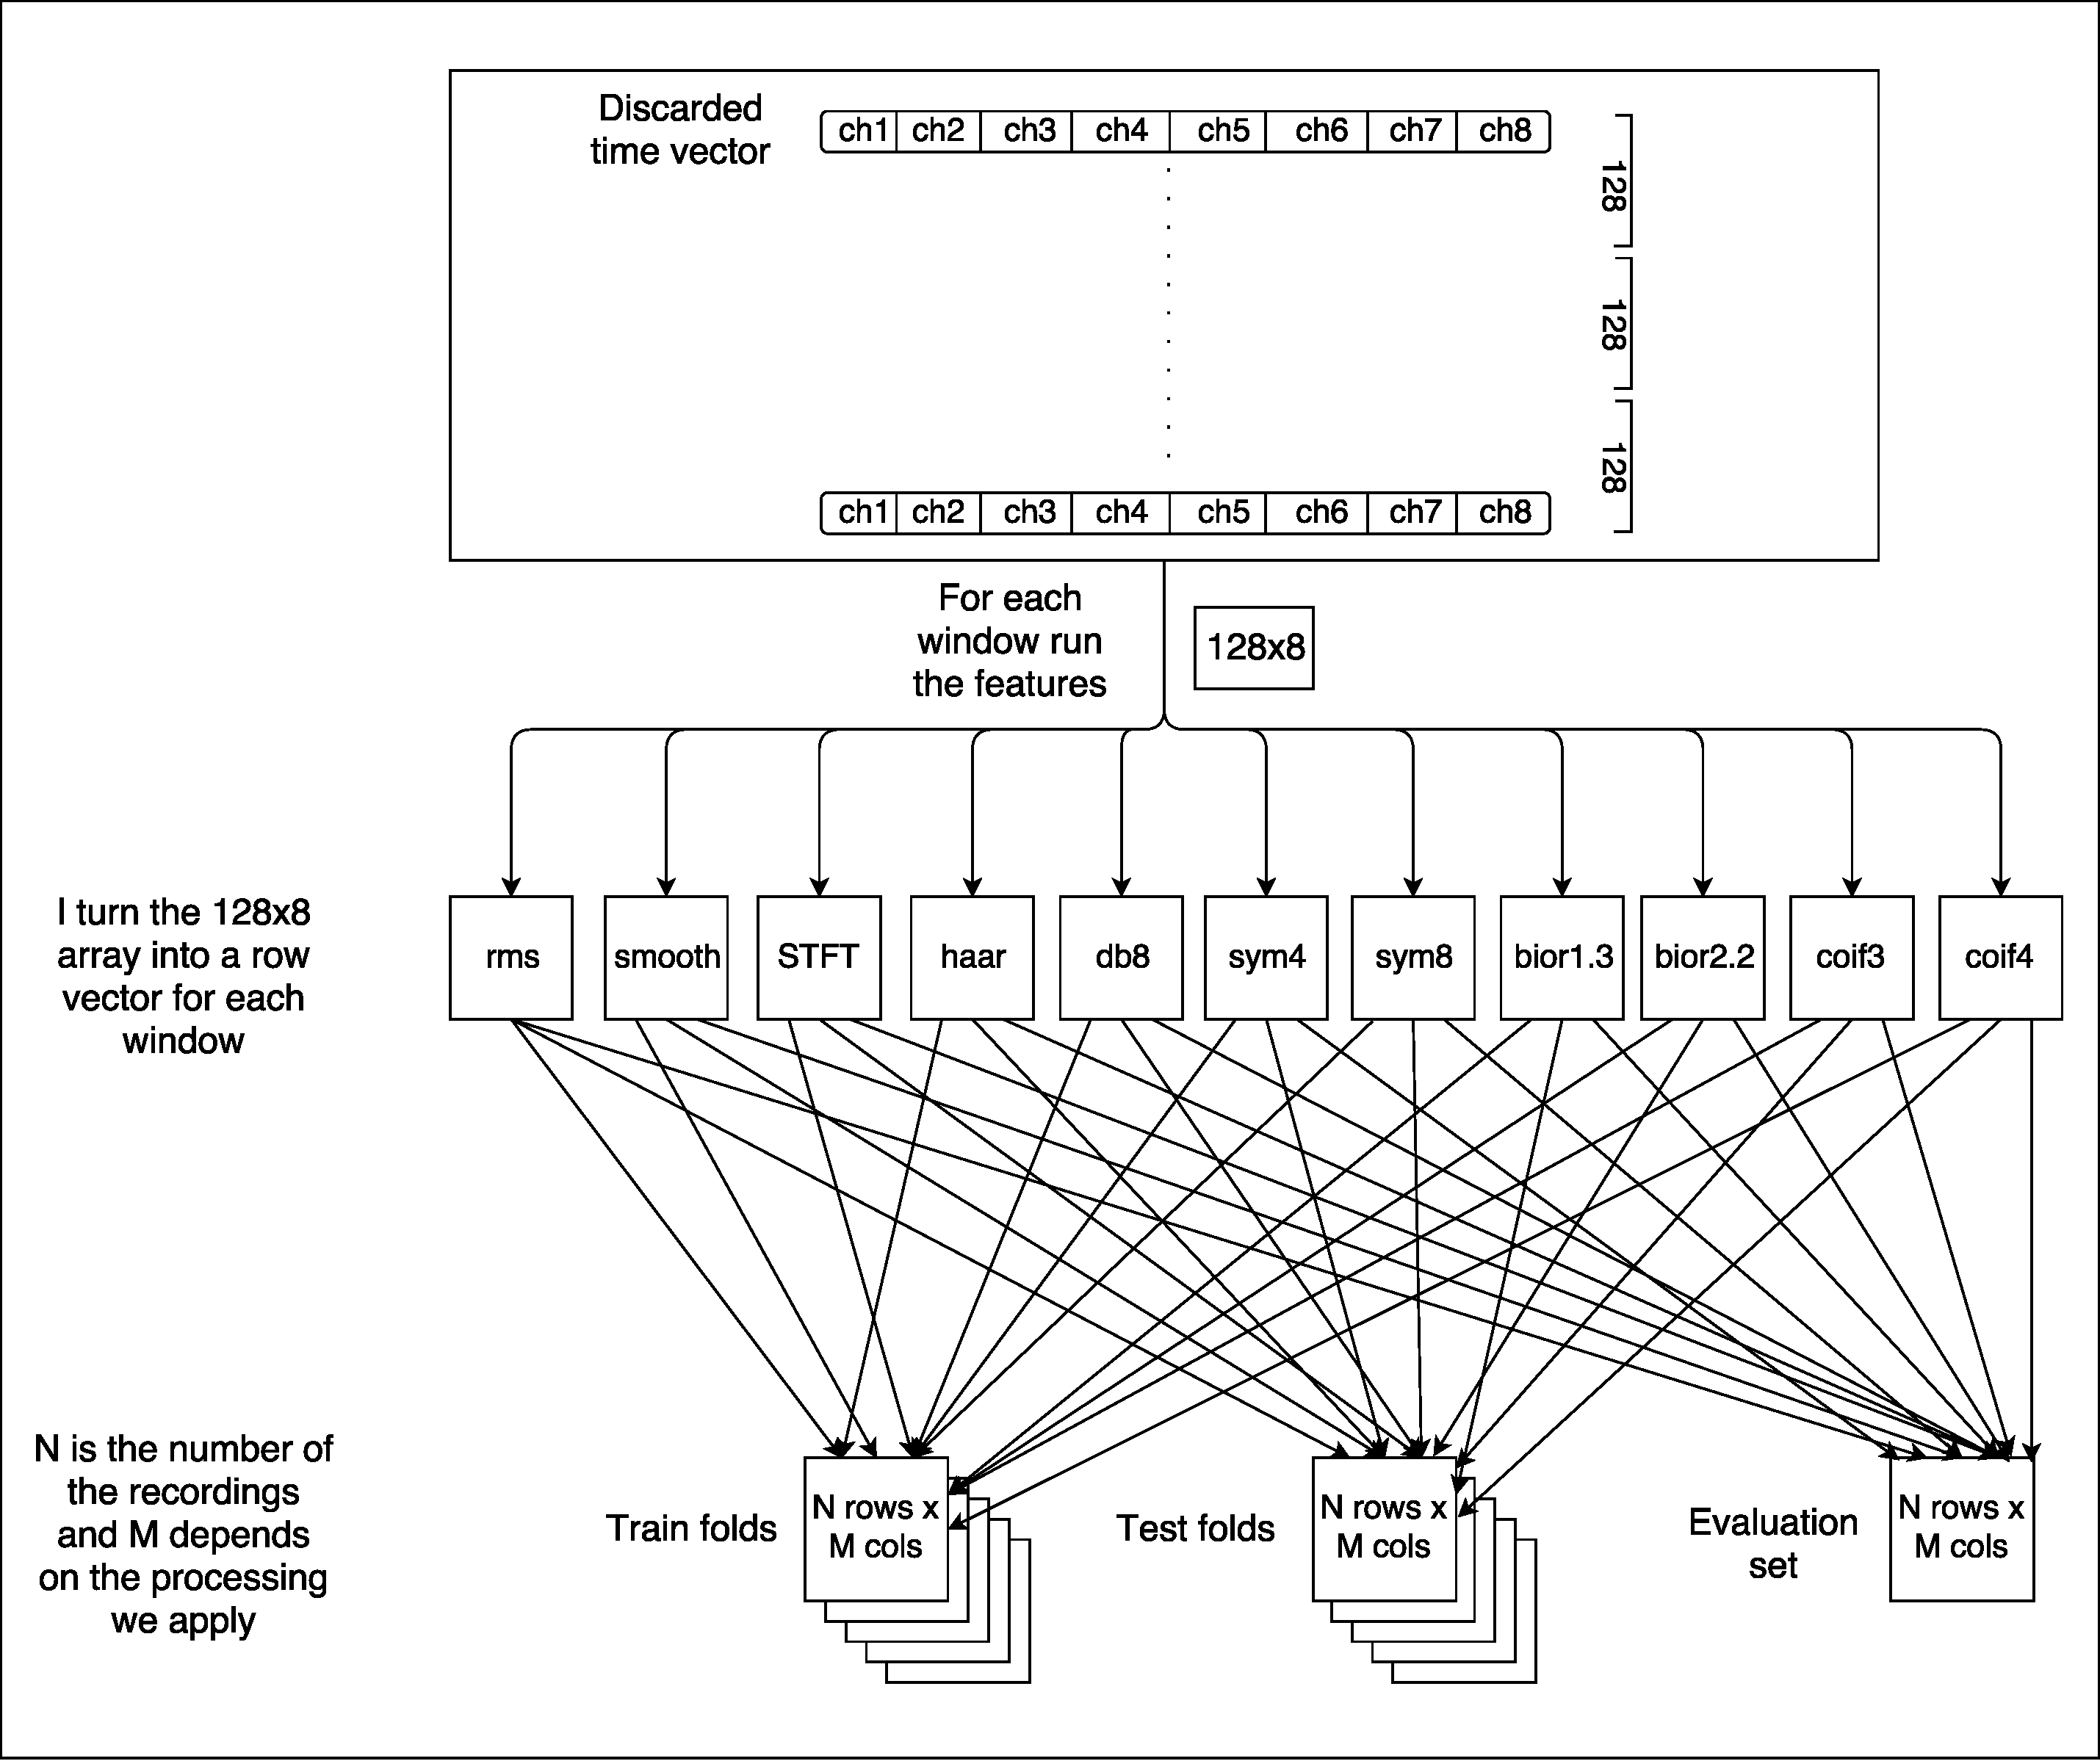 Discarded
time vector
ch1 ch2 ch3 ch4 ch5 ch6 ch7 ch8
128
128
128
ch1 ch2 ch3 ch4 ch5 ch6 ch7 ch8
For each
window run
the features
128x8
I turn the 128x8
array into a row
vector for each
window
rms smooth STFT haar db8 sym4 sym8 bior1.3 bior2.2 coif3 coif4
N is the number of
the recordings
and M depends
on the processing
we apply
Train folds
N rows x
M cols
Test folds
N rows x
M cols
Evaluation
set
N rows x
M cols